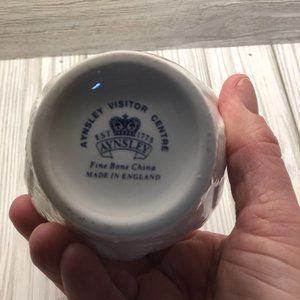 AYNSLEY VISITOR CENTRE
EST 1775
AYNSLEY
Fine Bone China
MADE IN ENGLAND